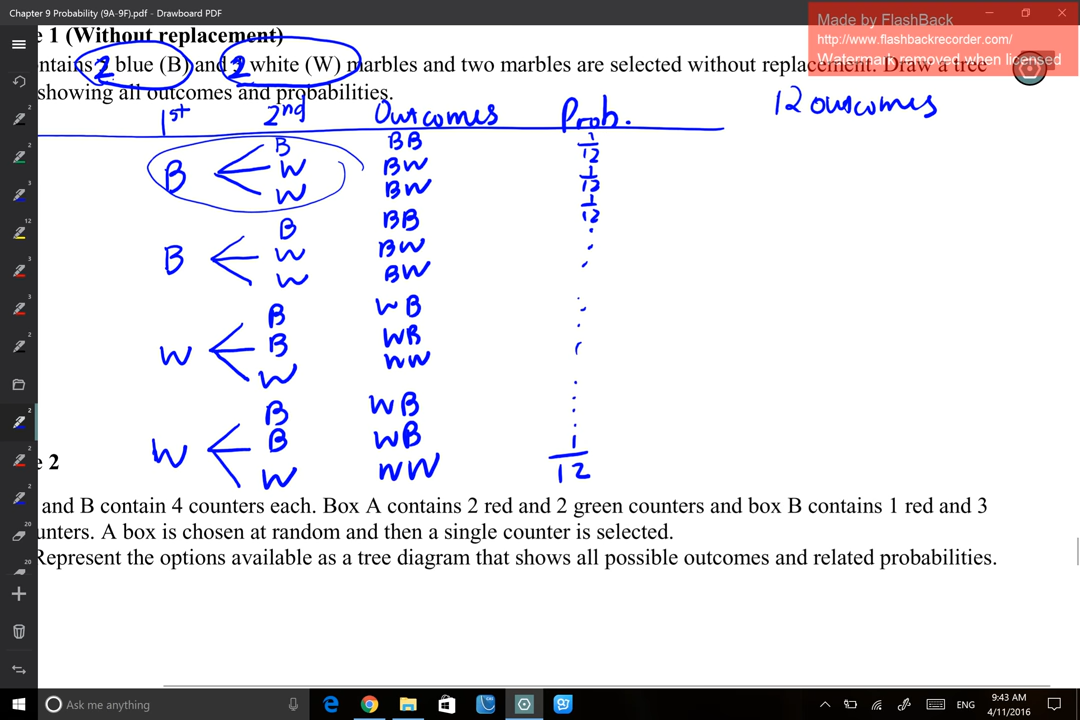 Chapter 9 Probability (9A-9F).pdf - Drawboard PDF
Made by FlashBack
http://www.flashbackrecorder.com/
Watermark removed when licensed
e 1 (Without replacement)
ntains 2 blue (B) and 2 white (W) marbles and two marbles are selected without replacement. Draw a tree
showing all outcomes and probabilities.
12 outcomes
1st 2nd Outcomes Prob.
B B BB 1/12
W BW 1/12
W BW 1/12
B B BB
W BW
W BW
W B WB
B WB
W WW
W B WB
B WB
W WW 1/12
e 2
and B contain 4 counters each. Box A contains 2 red and 2 green counters and box B contains 1 red and 3
unters. A box is chosen at random and then a single counter is selected.
Represent the options available as a tree diagram that shows all possible outcomes and related probabilities.
Ask me anything
ENG
9:43 AM
4/11/2016